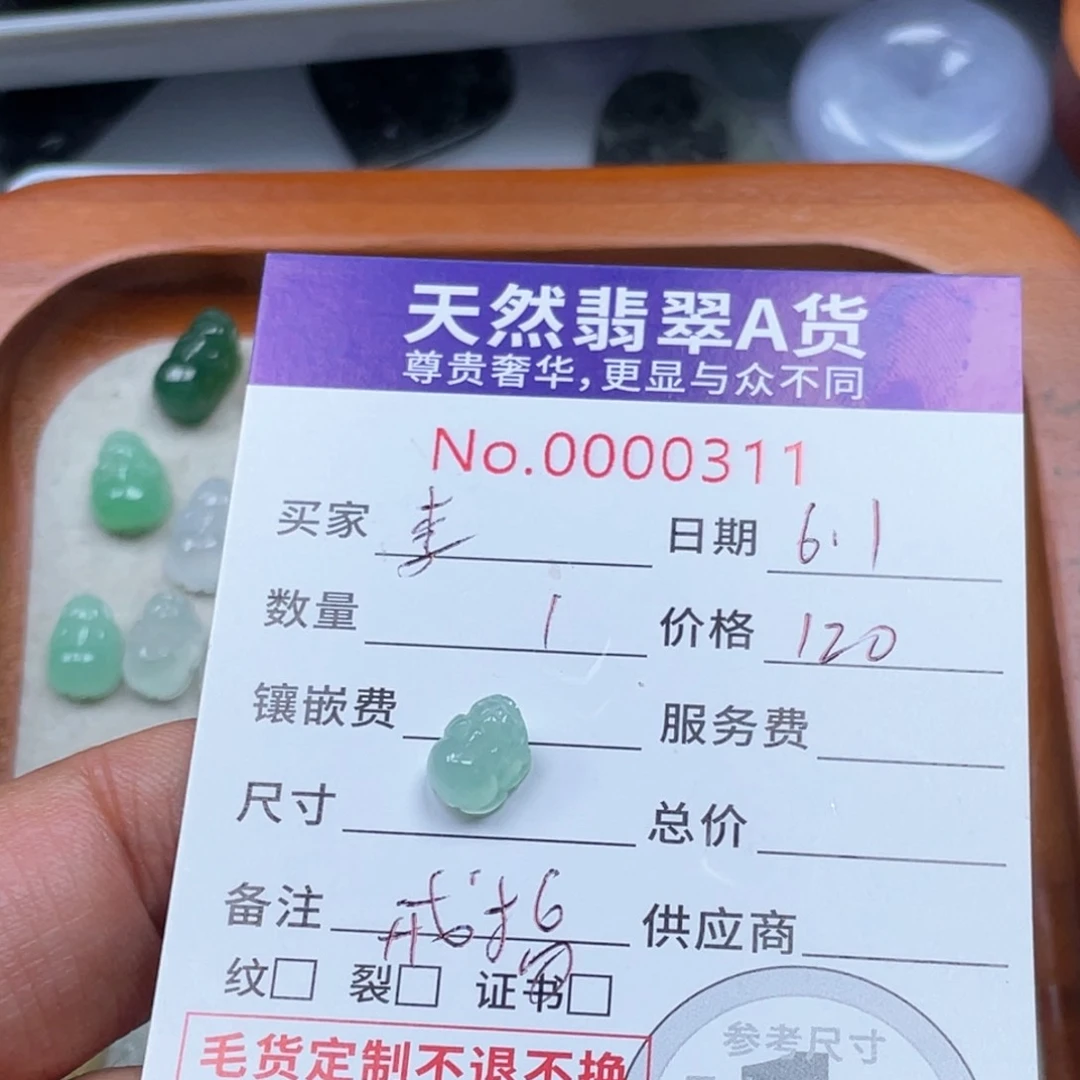 天然翡翠A货
尊贵奢华,更显与众不同
No.0000311
买家 日期 6.1
数量 1 价格 120
镶嵌费 服务费
尺寸 总价
备注 戒指 供应商
纹□ 裂□ 证书□
毛货定制不退不换
参考尺寸